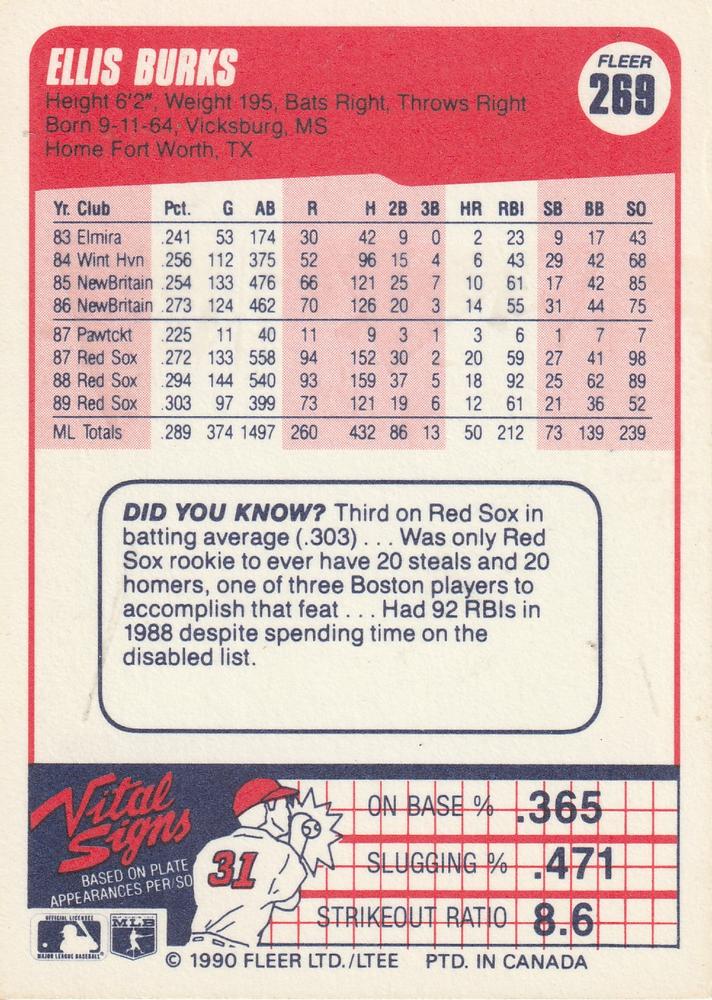 ELLIS BURKS
FLEER
269
Height 6'2", Weight 195, Bats Right, Throws Right
Born 9-11-64, Vicksburg, MS
Home Fort Worth, TX
Yr. Club Pct. G AB R H 2B 3B HR RBI SB BB SO
83 Elmira .241 53 174 30 42 9 0 2 23 9 17 43
84 Wint Hvn .256 112 375 52 96 15 4 6 43 29 42 68
85 NewBritain .254 133 476 66 121 25 7 10 61 17 42 85
86 NewBritain .273 124 462 70 126 20 3 14 55 31 44 75
87 Pawtckt .225 11 40 11 9 3 1 3 6 1 7 7
87 Red Sox .272 133 558 94 152 30 2 20 59 27 41 98
88 Red Sox .294 144 540 93 159 37 5 18 92 25 62 89
89 Red Sox .303 97 399 73 121 19 6 12 61 21 36 52
ML Totals .289 374 1497 260 432 86 13 50 212 73 139 239
DID YOU KNOW? Third on Red Sox in
batting average (.303) . . . Was only Red
Sox rookie to ever have 20 steals and 20
homers, one of three Boston players to
accomplish that feat . . . Had 92 RBIs in
1988 despite spending time on the
disabled list.
Vital
Signs
BASED ON PLATE
APPEARANCES PER/SO
31
ON BASE % .365
SLUGGING % .471
STRIKEOUT RATIO 8.6
OFFICIAL LICENSEE
MAJOR LEAGUE BASEBALL
MLB
© 1990 FLEER LTD./LTEE PTD. IN CANADA